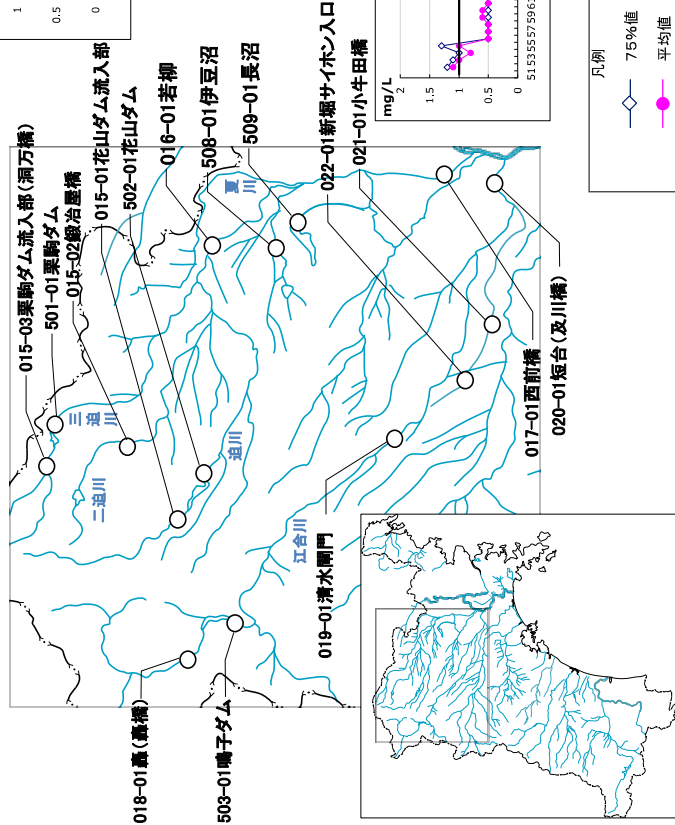 1
0.5
0
015-03栗駒ダム流入部(洞万橋)
501-01栗駒ダム
015-02鍛冶屋橋
015-01花山ダム流入部
502-01花山ダム
016-01若柳
508-01伊豆沼
509-01長沼
022-01新堀サイホン入口
021-01小牛田橋
三迫川
二迫川
迫川
夏川
江合川
018-01轟(轟橋)
503-01鳴子ダム
019-01清水閘門
017-01西前橋
020-01短台(及川橋)
mg/L
2
1.5
1
0.5
0
51535557596
凡例
75%値
平均値